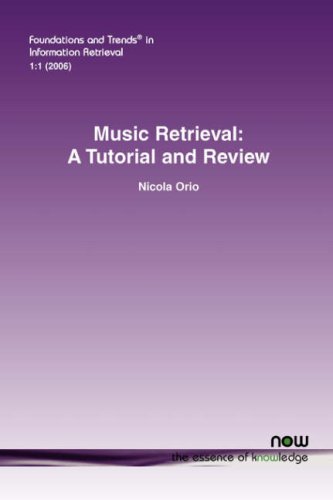 Foundations and Trends® in
Information Retrieval
1:1 (2006)
Music Retrieval:
A Tutorial and Review
Nicola Orio
now
the essence of knowledge